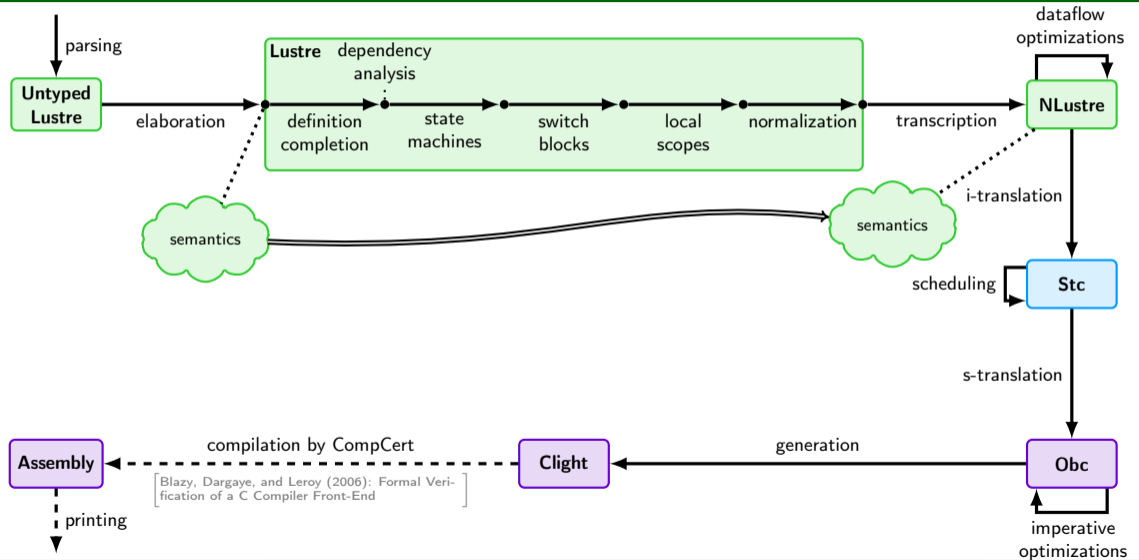 dataflow
optimizations
parsing
Lustre
dependency
analysis
Untyped
Lustre
NLustre
elaboration
definition
completion
state
machines
switch
blocks
local
scopes
normalization
transcription
i-translation
semantics
semantics
scheduling
Stc
s-translation
compilation by CompCert
generation
Assembly
Clight
Obc
[Blazy, Dargaye, and Leroy (2006): Formal Veri-
fication of a C Compiler Front-End]
printing
imperative
optimizations